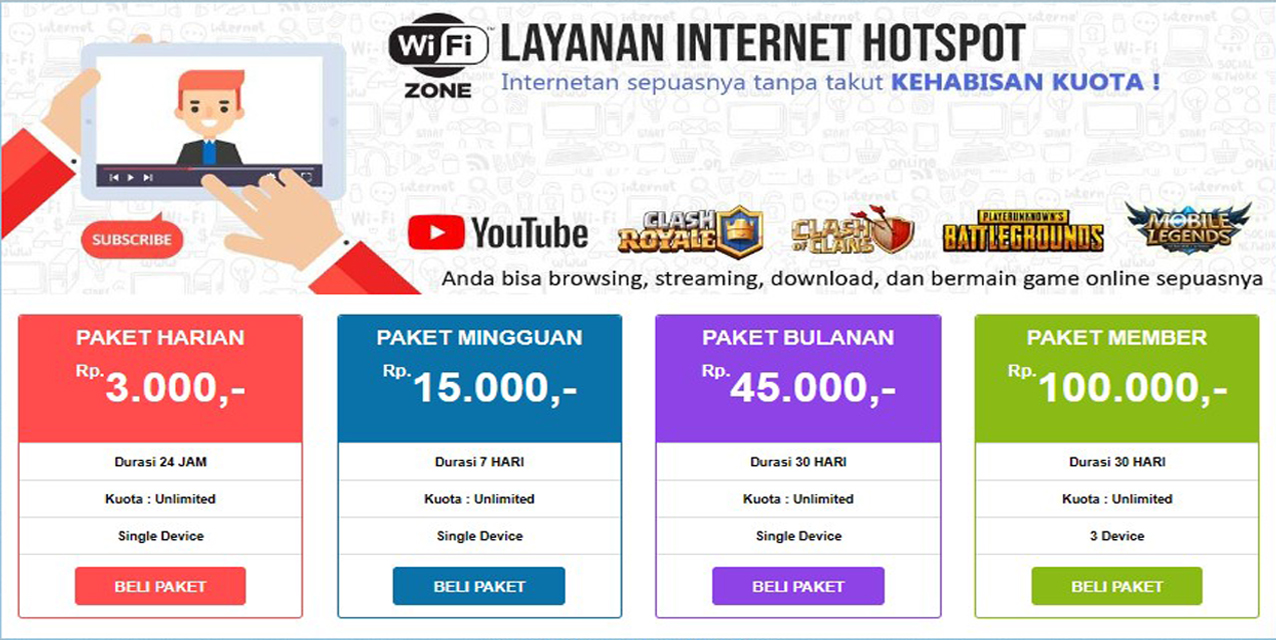 WiFi ™
ZONE
LAYANAN INTERNET HOTSPOT
Internetan sepuasnya tanpa takut KEHABISAN KUOTA !
SUBSCRIBE
YouTube
CLASH
ROYALE
CLASH
OF CLANS
PLAYERUNKNOWN'S
BATTLEGROUNDS
MOBILE
LEGENDS
Anda bisa browsing, streaming, download, dan bermain game online sepuasnya
PAKET HARIAN
Rp. 3.000,-
Durasi 24 JAM
Kuota : Unlimited
Single Device
BELI PAKET
PAKET MINGGUAN
Rp. 15.000,-
Durasi 7 HARI
Kuota : Unlimited
Single Device
BELI PAKET
PAKET BULANAN
Rp. 45.000,-
Durasi 30 HARI
Kuota : Unlimited
Single Device
BELI PAKET
PAKET MEMBER
Rp. 100.000,-
Durasi 30 HARI
Kuota : Unlimited
3 Device
BELI PAKET